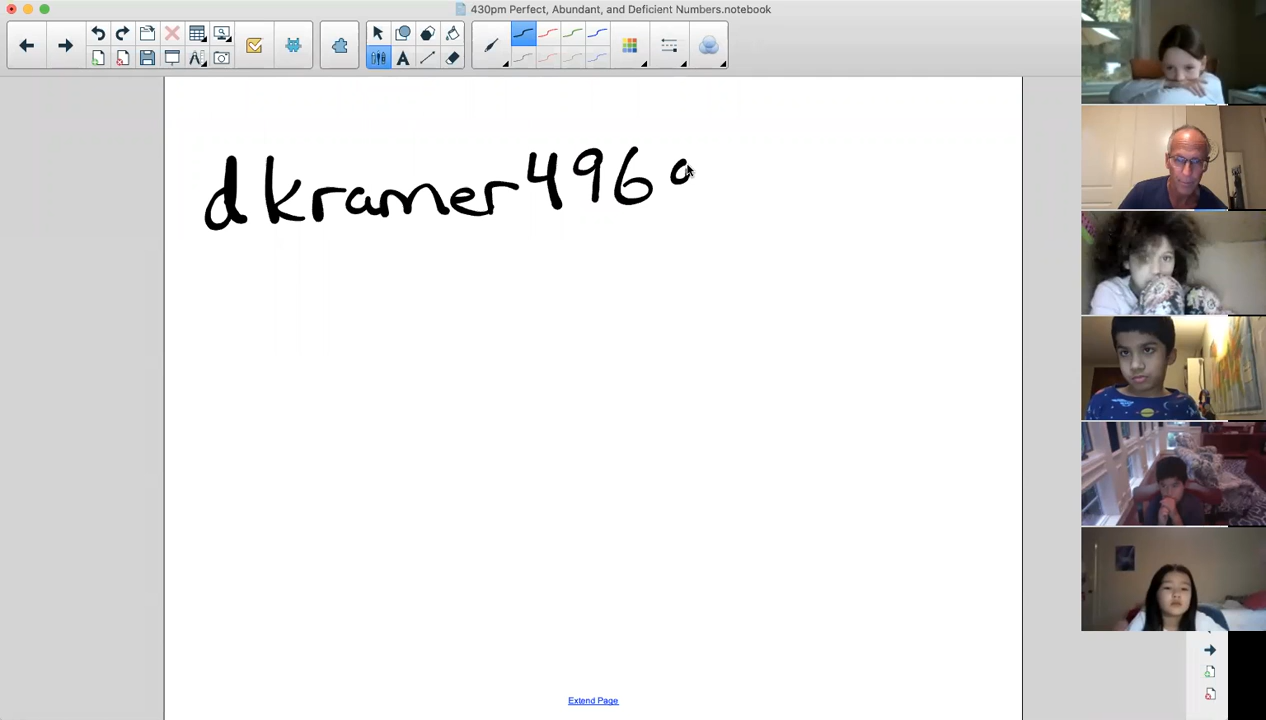 430pm Perfect, Abundant, and Deficient Numbers.notebook
dkramer496
Extend Page